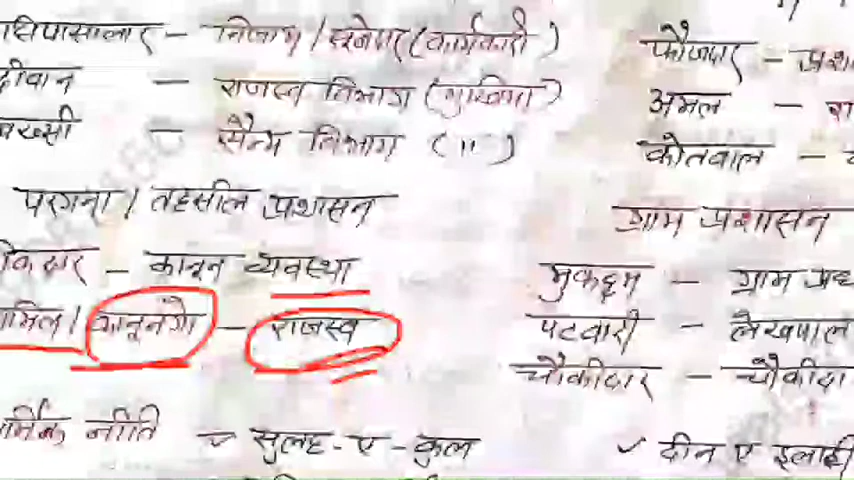 सिपासालार – निजाम / सूबेदार (कार्यकारी)
दीवान – राजस्व विभाग (मुखिया)
बख्सी – सैन्य विभाग ( '' )
फौजदार –
अमल –
कोतवाल –
परगना / तहसील प्रशासन
– कानून व्यवस्था
आमिल / कानूनगो – राजस्व
ग्राम प्रशासन
मुकद्दम – ग्राम
पटवारी – लेखपाल
चौकीदार –
नीति ✓ सुलह-ए-कुल
✓ दीन ए इलाही